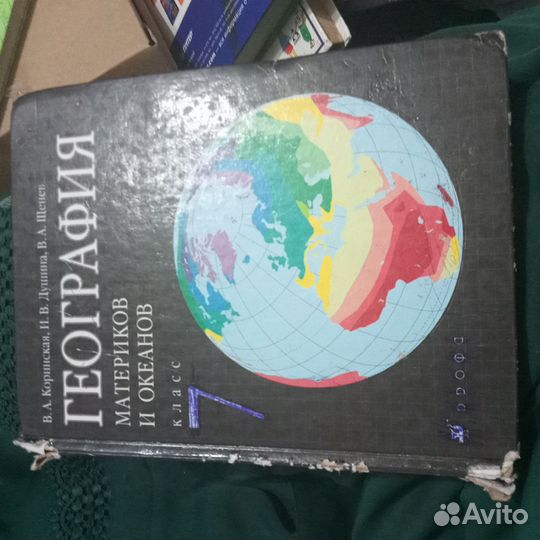 В.А. Коринская, И.В. Душина, В.А. Щенев
ГЕОГРАФИЯ
МАТЕРИКОВ
И ОКЕАНОВ
класс
7
ДРОФА
Avito